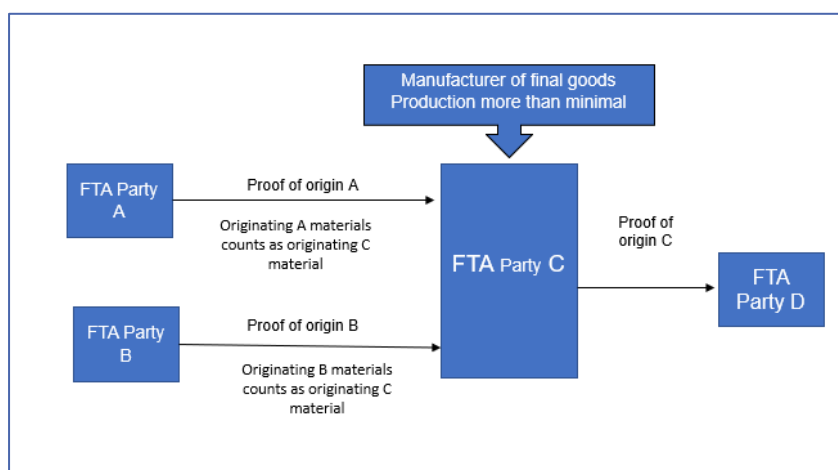 Manufacturer of final goods
Production more than minimal
FTA Party
A
Proof of origin A
Originating A materials
counts as originating C
material
FTA Party C
Proof of
origin C
FTA
Party D
FTA Party
B
Proof of origin B
Originating B materials
counts as originating C
material